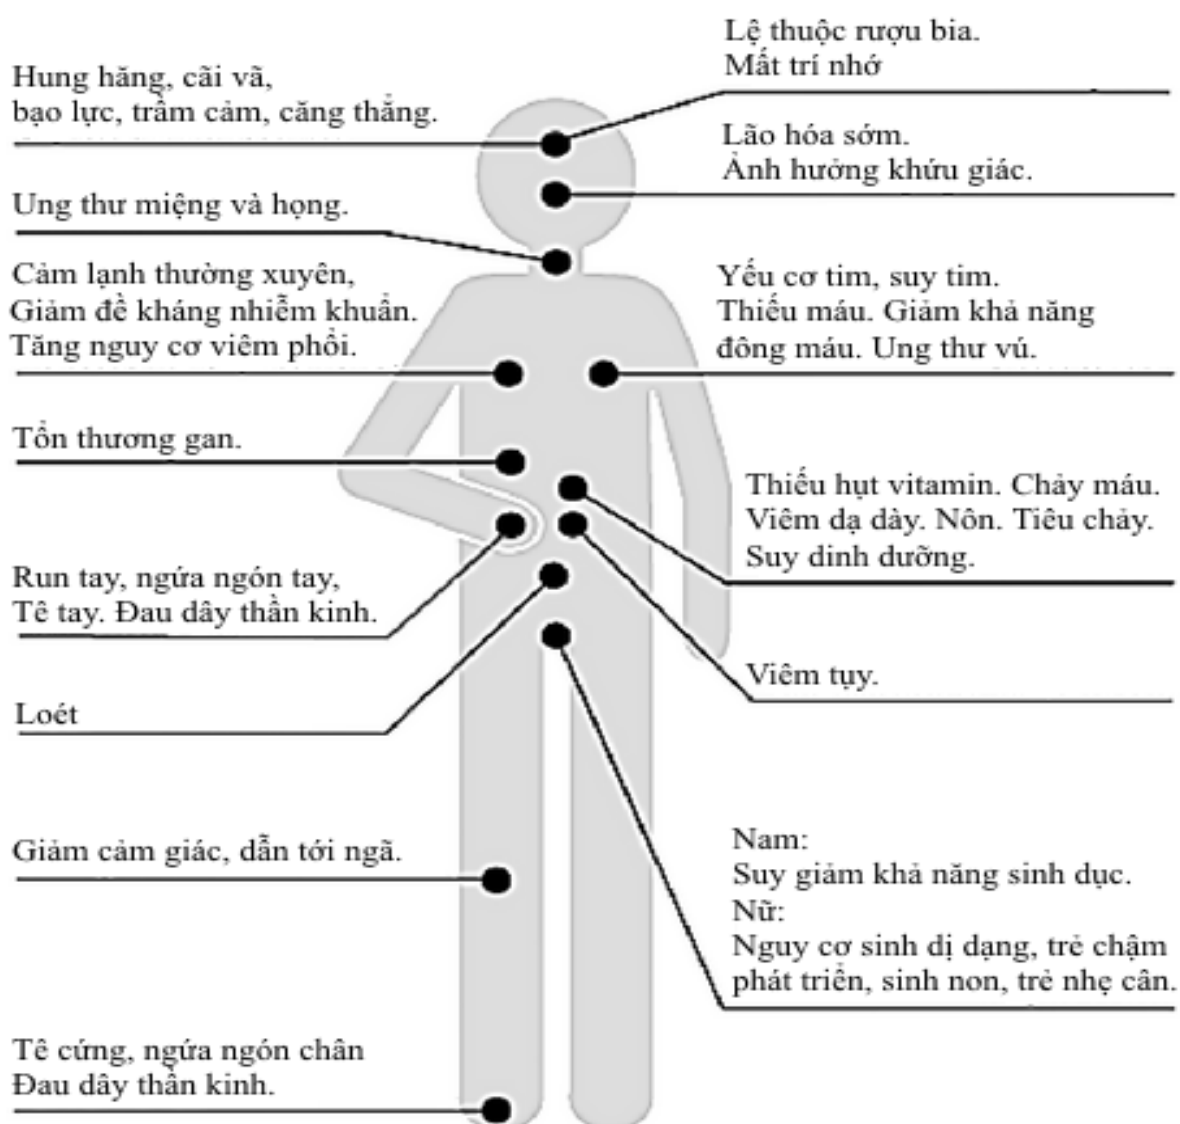 Lệ thuộc rượu bia.
Mất trí nhớ
Hung hăng, cãi vã,
bạo lực, trầm cảm, căng thẳng.
Lão hóa sớm.
Ảnh hưởng khứu giác.
Ung thư miệng và họng.
Cảm lạnh thường xuyên,
Giảm đề kháng nhiễm khuẩn.
Tăng nguy cơ viêm phổi.
Yếu cơ tim, suy tim.
Thiếu máu. Giảm khả năng
đông máu. Ung thư vú.
Tổn thương gan.
Thiếu hụt vitamin. Chảy máu.
Viêm dạ dày. Nôn. Tiêu chảy.
Suy dinh dưỡng.
Run tay, ngứa ngón tay,
Tê tay. Đau dây thần kinh.
Viêm tụy.
Loét
Giảm cảm giác, dẫn tới ngã.
Nam:
Suy giảm khả năng sinh dục.
Nữ:
Nguy cơ sinh dị dạng, trẻ chậm
phát triển, sinh non, trẻ nhẹ cân.
Tê cứng, ngứa ngón chân
Đau dây thần kinh.